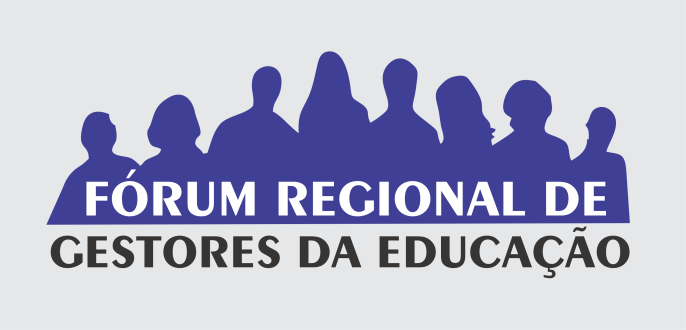 FÓRUM REGIONAL DE
GESTORES DA EDUCAÇÃO